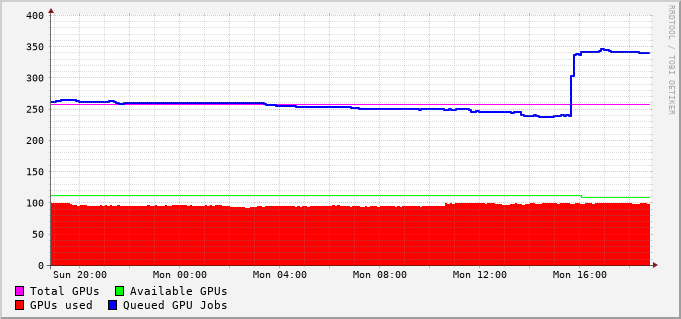 400
350
300
250
200
150
100
50
0
Sun 20:00 Mon 00:00 Mon 04:00 Mon 08:00 Mon 12:00 Mon 16:00
Total GPUs Available GPUs
GPUs used Queued GPU Jobs
RRDTOOL / TOBI OETIKER